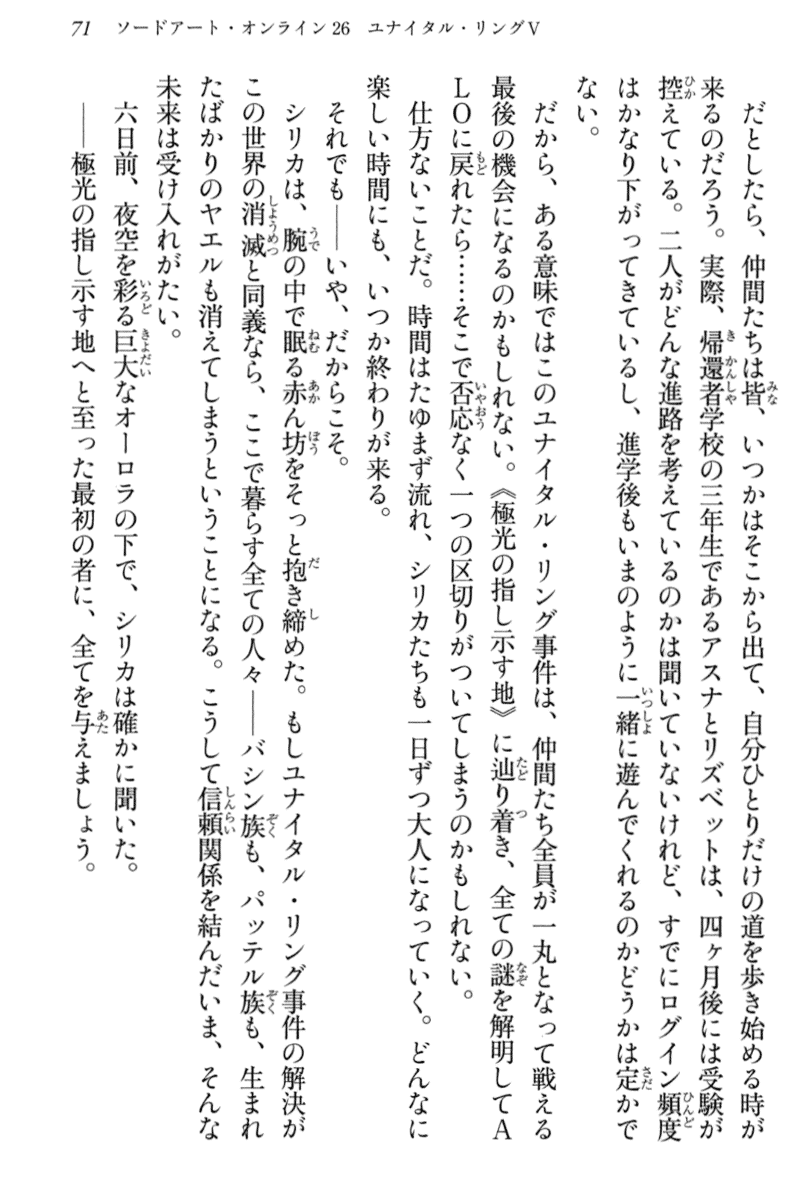 71 ソードアート・オンライン26 ユナイタル・リングⅤ
だとしたら、仲間たちは皆、いつかはそこから出て、自分ひとりだけの道を歩き始める時が
来るのだろう。実際、帰還者学校の三年生であるアスナとリズベットは、四ヶ月後には受験が
控えている。二人がどんな進路を考えているのかは聞いていないけれど、すでにログイン頻度
はかなり下がってきているし、進学後もいまのように一緒に遊んでくれるのかどうかは定かで
ない。
だから、ある意味ではこのユナイタル・リング事件は、仲間たち全員が一丸となって戦える
最後の機会になるのかもしれない。《極光の指し示す地》に辿り着き、全ての謎を解明してA
LOに戻れたら……そこで否応なく一つの区切りがついてしまうのかもしれない。
仕方ないことだ。時間はたゆまず流れ、シリカたちも一日ずつ大人になっていく。どんなに
楽しい時間にも、いつか終わりが来る。
それでも――いや、だからこそ。
シリカは、腕の中で眠る赤ん坊をそっと抱き締めた。もしユナイタル・リング事件の解決が
この世界の消滅と同義なら、ここで暮らす全ての人々――バシン族も、パッテル族も、生まれ
たばかりのヤエルも消えてしまうということになる。こうして信頼関係を結んだいま、そんな
未来は受け入れがたい。
六日前、夜空を彩る巨大なオーロラの下で、シリカは確かに聞いた。
――極光の指し示す地へと至った最初の者に、全てを与えましょう。